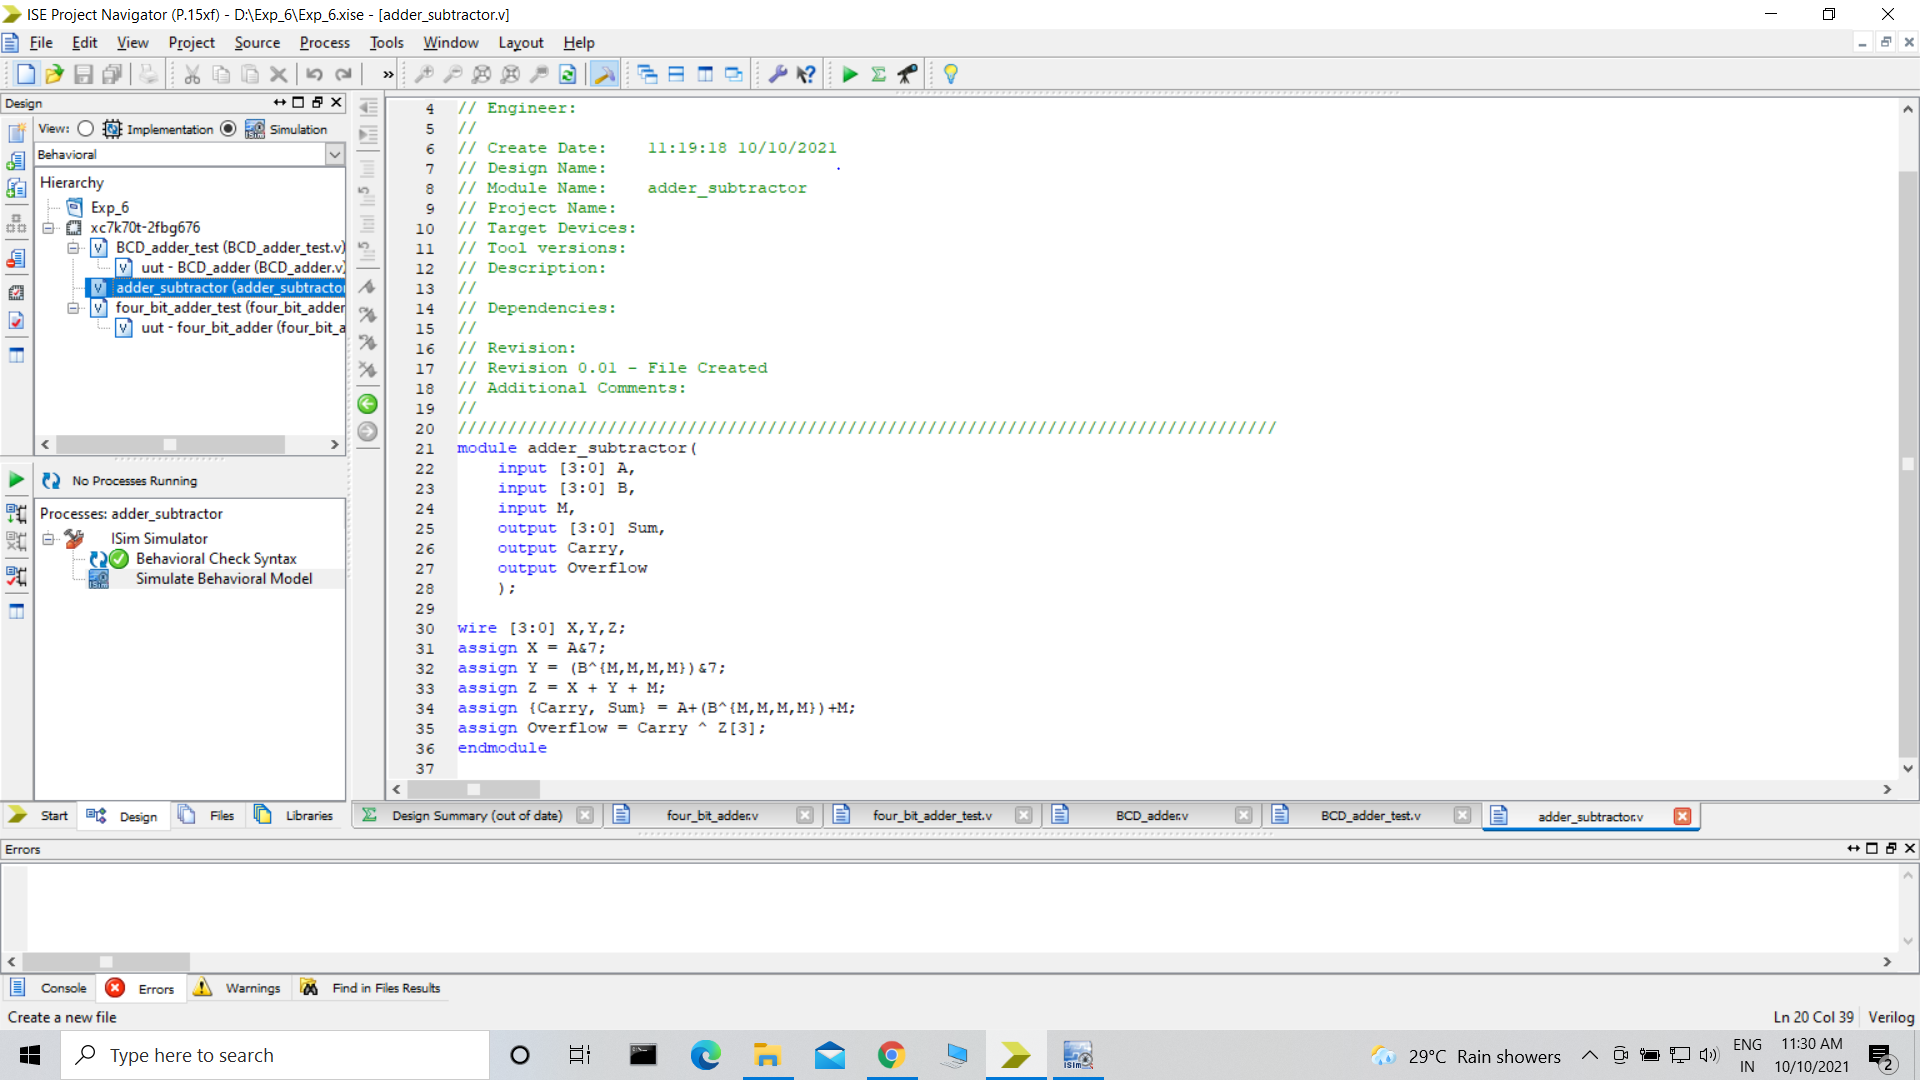 ISE Project Navigator (P.15xf) - D:\Exp_6\Exp_6.xise - [adder_subtractor.v]
File Edit View Project Source Process Tools Window Layout Help
Design
View: Implementation Simulation
Behavioral
Hierarchy
Exp_6
xc7k70t-2fbg676
BCD_adder_test (BCD_adder_test.v)
uut - BCD_adder (BCD_adder.v)
adder_subtractor (adder_subtractor
four_bit_adder_test (four_bit_adder
uut - four_bit_adder (four_bit_a
No Processes Running
Processes: adder_subtractor
ISim Simulator
Behavioral Check Syntax
Simulate Behavioral Model
Start Design Files Libraries
4 // Engineer:
5 //
6 // Create Date: 11:19:18 10/10/2021
7 // Design Name:
8 // Module Name: adder_subtractor
9 // Project Name:
10 // Target Devices:
11 // Tool versions:
12 // Description:
13 //
14 // Dependencies:
15 //
16 // Revision:
17 // Revision 0.01 - File Created
18 // Additional Comments:
19 //
20 //////////////////////////////////////////////////////////////////////////////////
21 module adder_subtractor(
22 input [3:0] A,
23 input [3:0] B,
24 input M,
25 output [3:0] Sum,
26 output Carry,
27 output Overflow
28 );
29
30 wire [3:0] X,Y,Z;
31 assign X = A&7;
32 assign Y = (B^{M,M,M,M})&7;
33 assign Z = X + Y + M;
34 assign {Carry, Sum} = A+(B^{M,M,M,M})+M;
35 assign Overflow = Carry ^ Z[3];
36 endmodule
37
Design Summary (out of date) four_bit_adder.v four_bit_adder_test.v BCD_adder.v BCD_adder_test.v adder_subtractor.v
Errors
Console Errors Warnings Find in Files Results
Create a new file
Ln 20 Col 39 Verilog
Type here to search
29°C Rain showers
ENG
IN
11:30 AM
10/10/2021
2